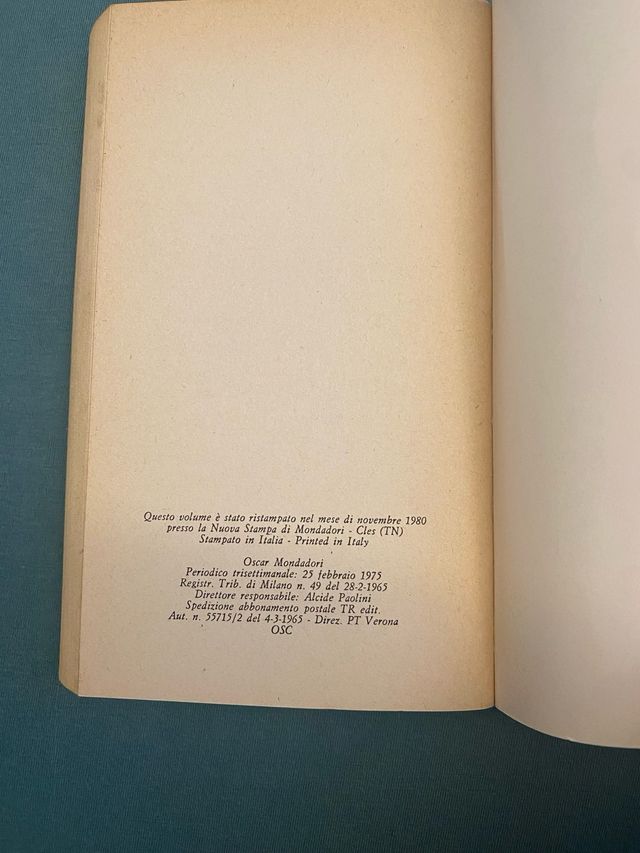 Questo volume è stato ristampato nel mese di novembre 1980
presso la Nuova Stampa di Mondadori - Cles (TN)
Stampato in Italia - Printed in Italy
Oscar Mondadori
Periodico trisettimanale: 25 febbraio 1975
Registr. Trib. di Milano n. 49 del 28-2-1965
Direttore responsabile: Alcide Paolini
Spedizione abbonamento postale TR edit.
Aut. n. 55715/2 del 4-3-1965 - Direz. PT Verona
OSC